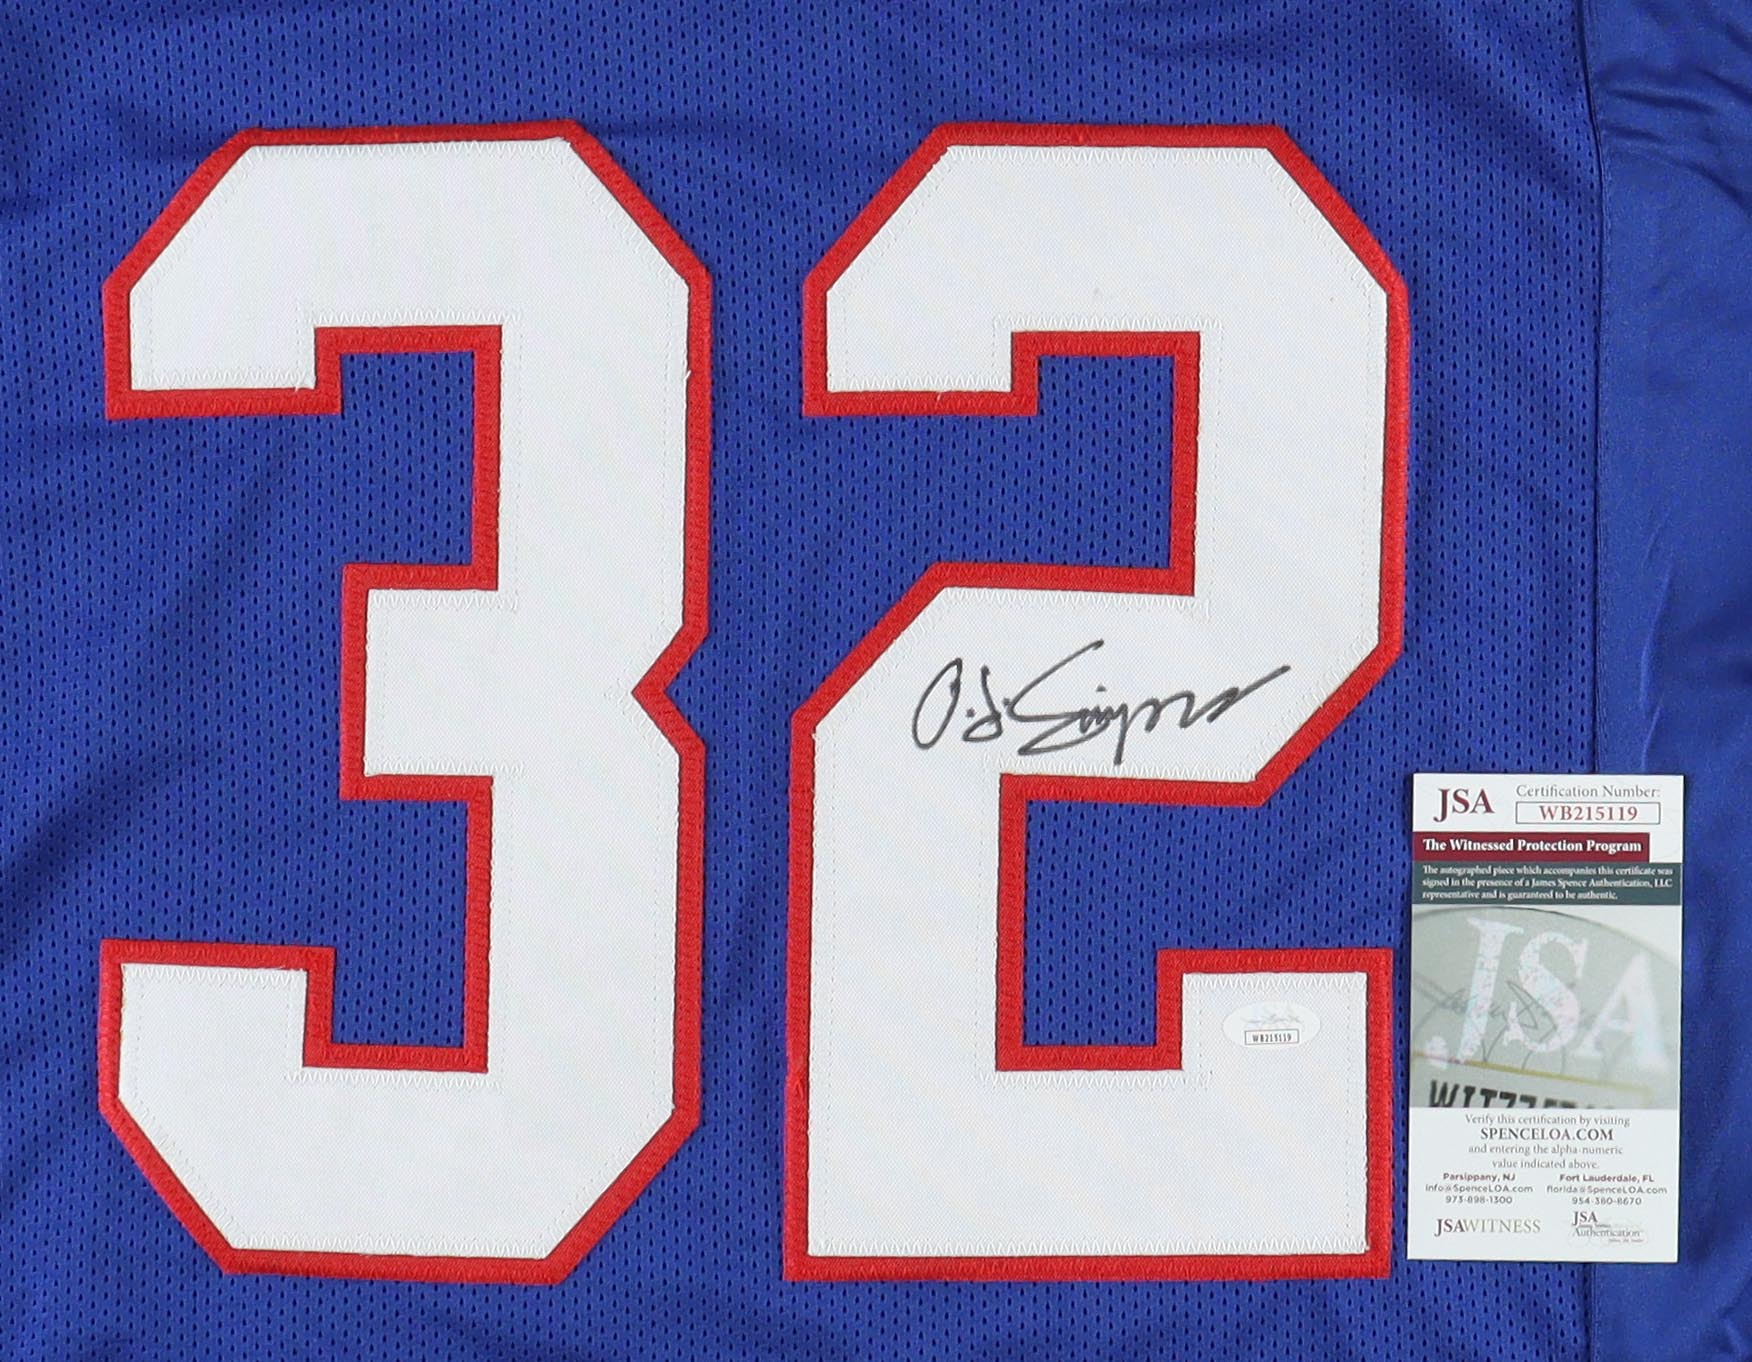 32
O.J. Simpson
JSA
Certification Number:
WB215119
The Witnessed Protection Program
The autographed piece which accompanies this certificate was
signed in the presence of a James Spence Authentication, LLC
representative and is guaranteed to be authentic.
JSA
WB215119
Verify this certification by visiting
SPENCELOA.COM
and entering the alpha-numeric
value indicated above.
Parsippany, NJ
info@SpenceLOA.com
973-898-1300
Fort Lauderdale, FL
florida@SpenceLOA.com
954-380-8670
JSAWITNESS
JSA
Authentication